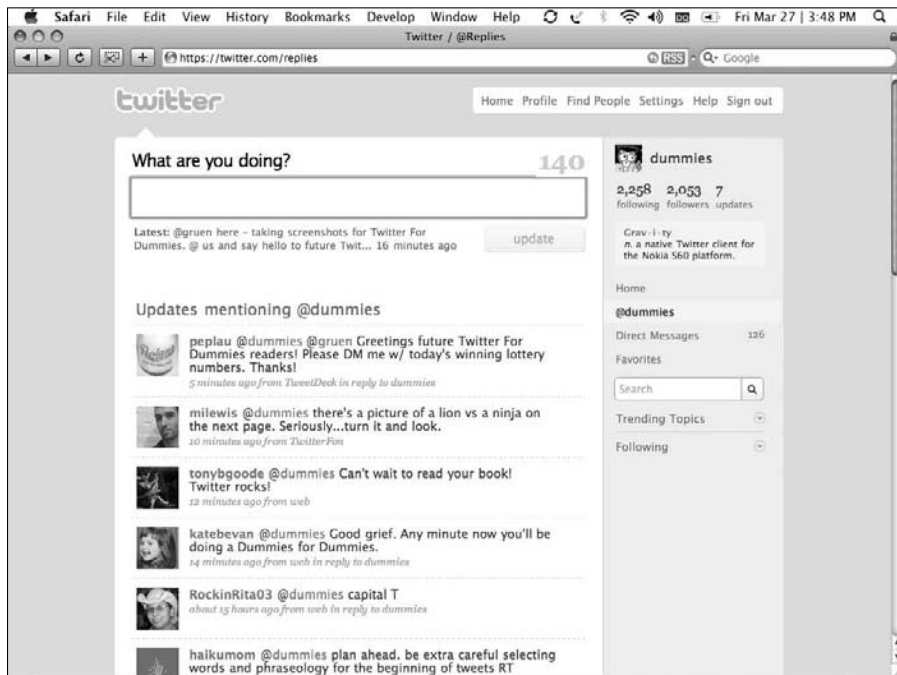 Safari File Edit View History Bookmarks Develop Window Help Fri Mar 27 | 3:48 PM
Twitter / @Replies
https://twitter.com/replies RSS Google
twitter
Home Profile Find People Settings Help Sign out
What are you doing? 140
Latest: @gruen here – taking screenshots for Twitter For
Dummies. @ us and say hello to future Twit... 16 minutes ago
update
Updates mentioning @dummies
peplau @dummies @gruen Greetings future Twitter For
Dummies readers! Please DM me w/ today's winning lottery
numbers. Thanks!
5 minutes ago from TweetDeck in reply to dummies
milewis @dummies there's a picture of a lion vs a ninja on
the next page. Seriously...turn it and look.
10 minutes ago from TwitterFon
tonybgoode @dummies Can't wait to read your book!
Twitter rocks!
12 minutes ago from web
katebevan @dummies Good grief. Any minute now you'll be
doing a Dummies for Dummies.
14 minutes ago from web in reply to dummies
RockinRita03 @dummies capital T
about 15 hours ago from web in reply to dummies
haikumom @dummies plan ahead. be extra careful selecting
words and phraseology for the beginning of tweets RT
dummies
2,258 2,053 7
following followers updates
Grav·i·ty
n. a native Twitter client for
the Nokia S60 platform.
Home
@dummies
Direct Messages 126
Favorites
Search
Trending Topics
Following